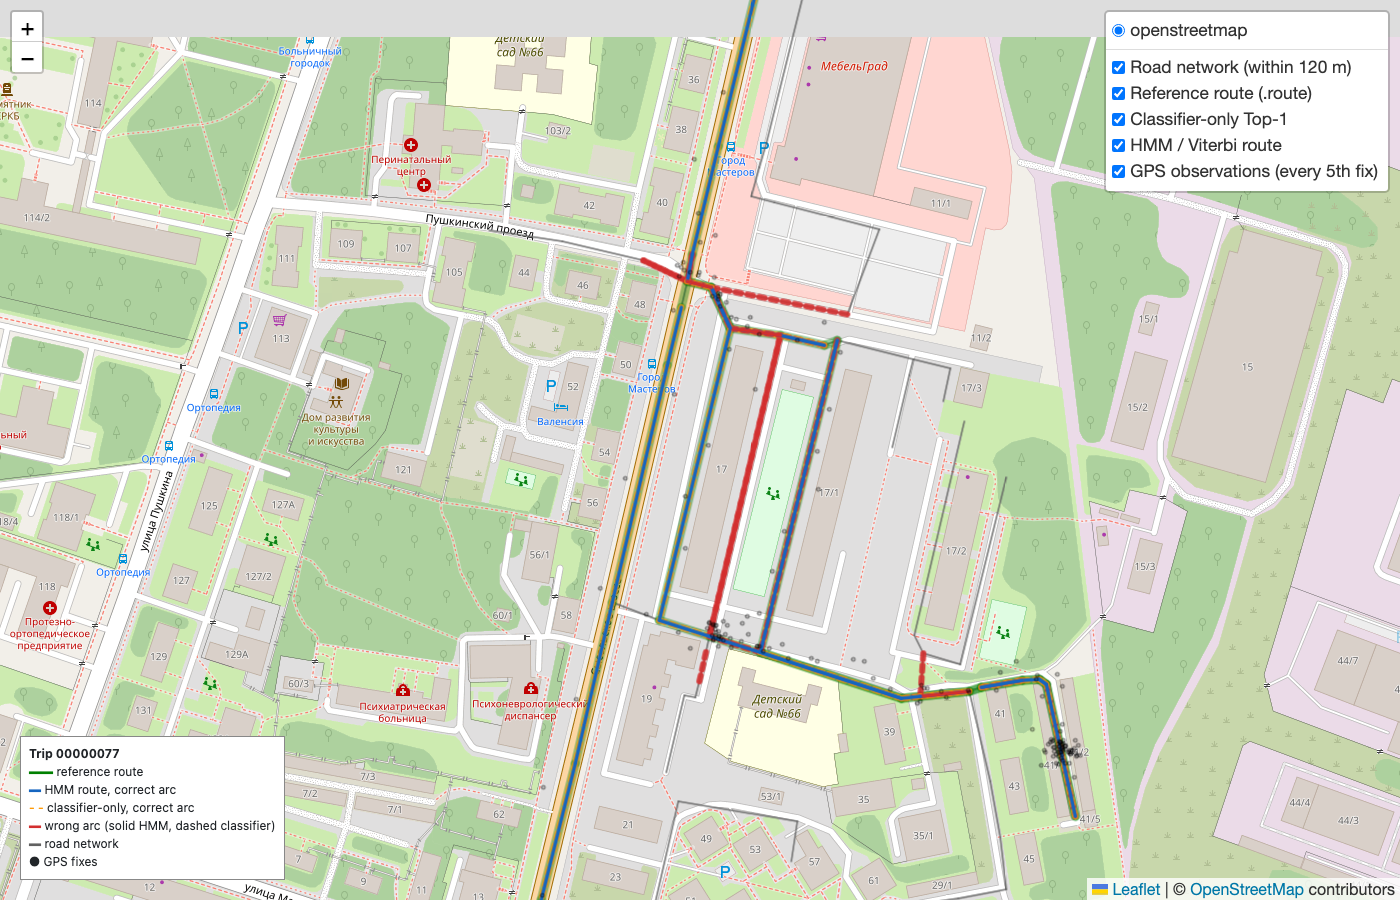 +
−
openstreetmap
Road network (within 120 m)
Reference route (.route)
Classifier-only Top-1
HMM / Viterbi route
GPS observations (every 5th fix)
Больничный
городок
Детский
сад №66
МебельГрад
36
114
103/2
38
Перинатальный
центр
Город
Мастеров
P
114/2
42
40
11/1
Пушкинский проезд
109
107
111
105
44
46
48
15/1
P
113
11/2
50
52
P
Город
Мастеров
15
17/3
15/2
Ортопедия
Валенсия
Дом развития
культуры
и искусства
54
Ортопедия
121
17
17/1
улица Пушкина
125
127А
56
118/1
56/1
17/2
Ортопедия
15/3
118
127
127/2
60/1
58
Протезно-
ортопедическое
предприятие
129
129А
60/3
44/7
19
Детский
сад №66
Психиатрическая
больница
Психоневрологический
диспансер
131
41
39
43
7/3
7/2
7/1
53/1
35
44/4
44/3
41/5
62
21
49
53
57
35/1
45
7
9
11
13
23
P
61
29/1
12
Trip 00000077
reference route
HMM route, correct arc
classifier-only, correct arc
wrong arc (solid HMM, dashed classifier)
road network
GPS fixes
Leaflet | © OpenStreetMap contributors